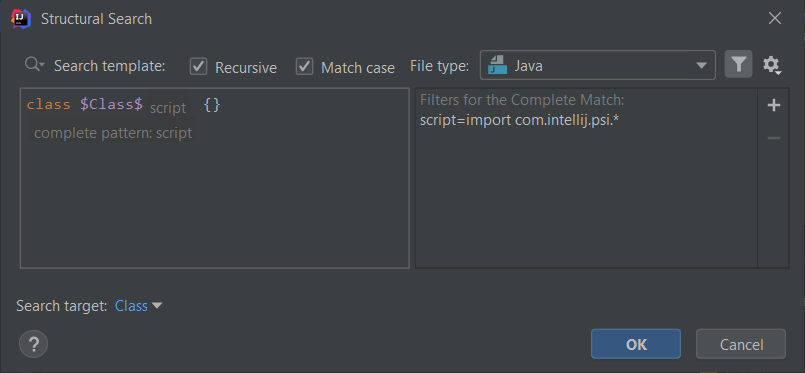 Structural Search
Search template: Recursive Match case File type: Java
class $Class$ script {}
complete pattern: script
Filters for the Complete Match:
script=import com.intellij.psi.*
Search target: Class
? OK Cancel